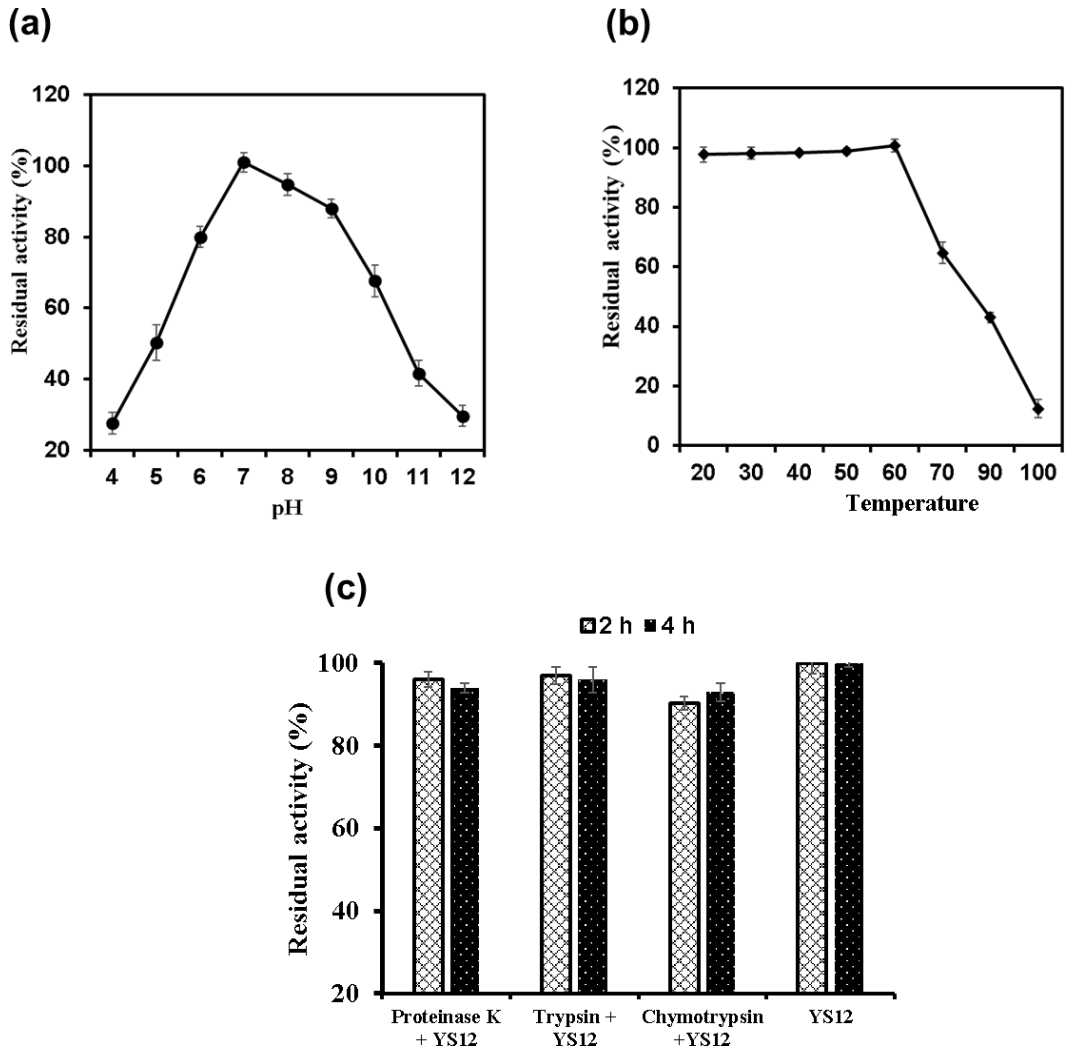 (a)
120
100
80
60
40
20
Residual activity (%)
4 5 6 7 8 9 10 11 12
pH
(b)
120
100
80
60
40
20
0
Residual activity (%)
20 30 40 50 60 70 90 100
Temperature
(c)
2 h 4 h
100
80
60
40
20
Residual activity (%)
Proteinase K
+ YS12
Trypsin +
YS12
Chymotrypsin
+YS12
YS12